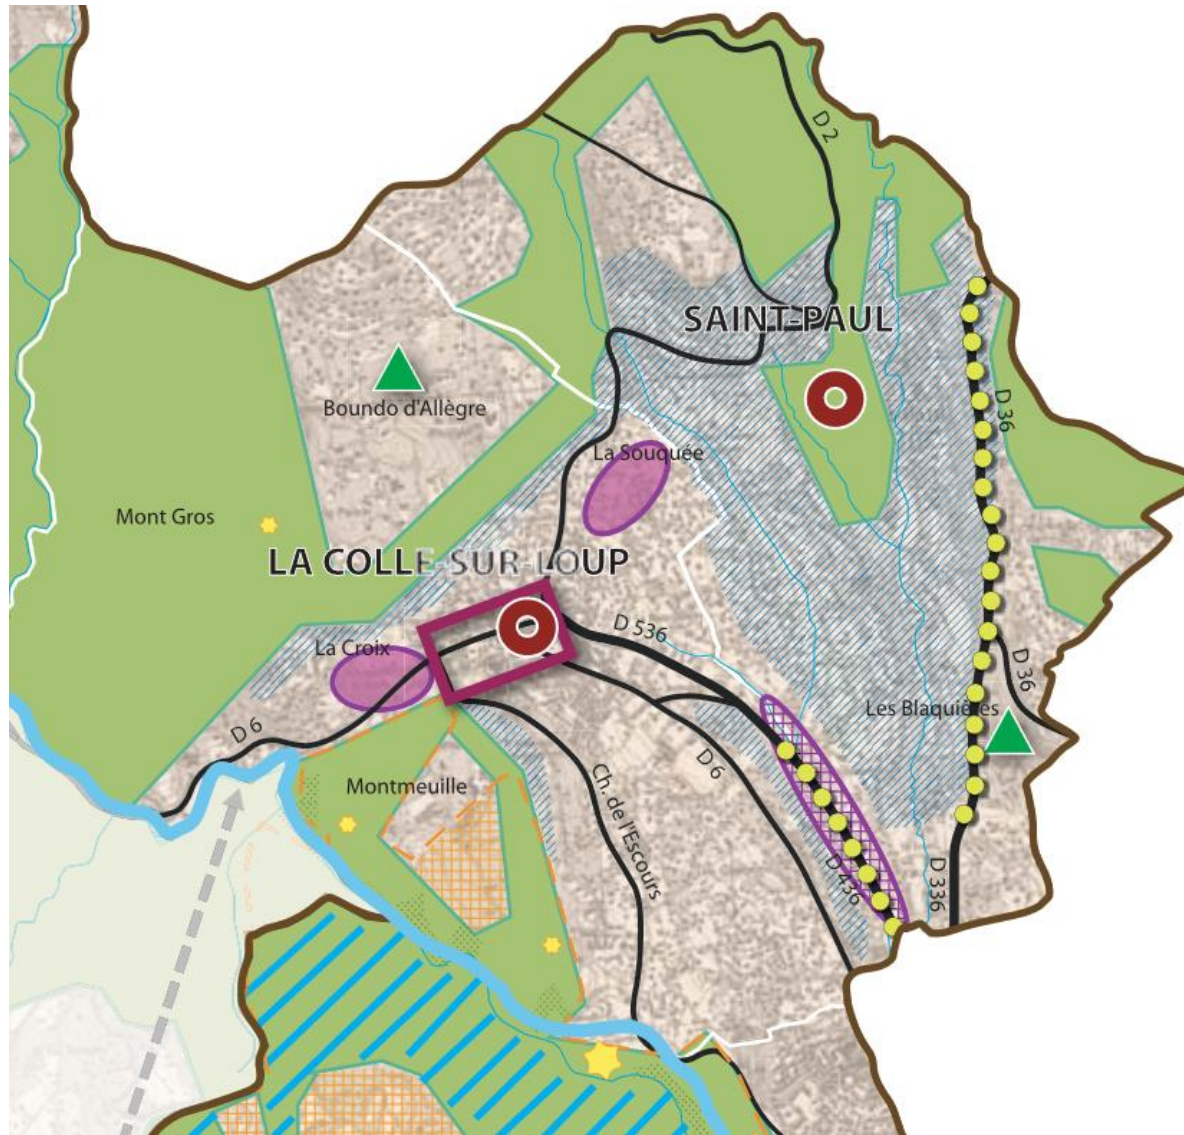 D 2
SAINT-PAUL
D 36
Boundo d'Allègre
La Souquée
Mont Gros
LA COLLE-SUR-LOUP
D 536
La Croix
D 36
Les Blaquières
D 6
D 6
Montmeuille
Ch. de l'Escours
D 436
D 336